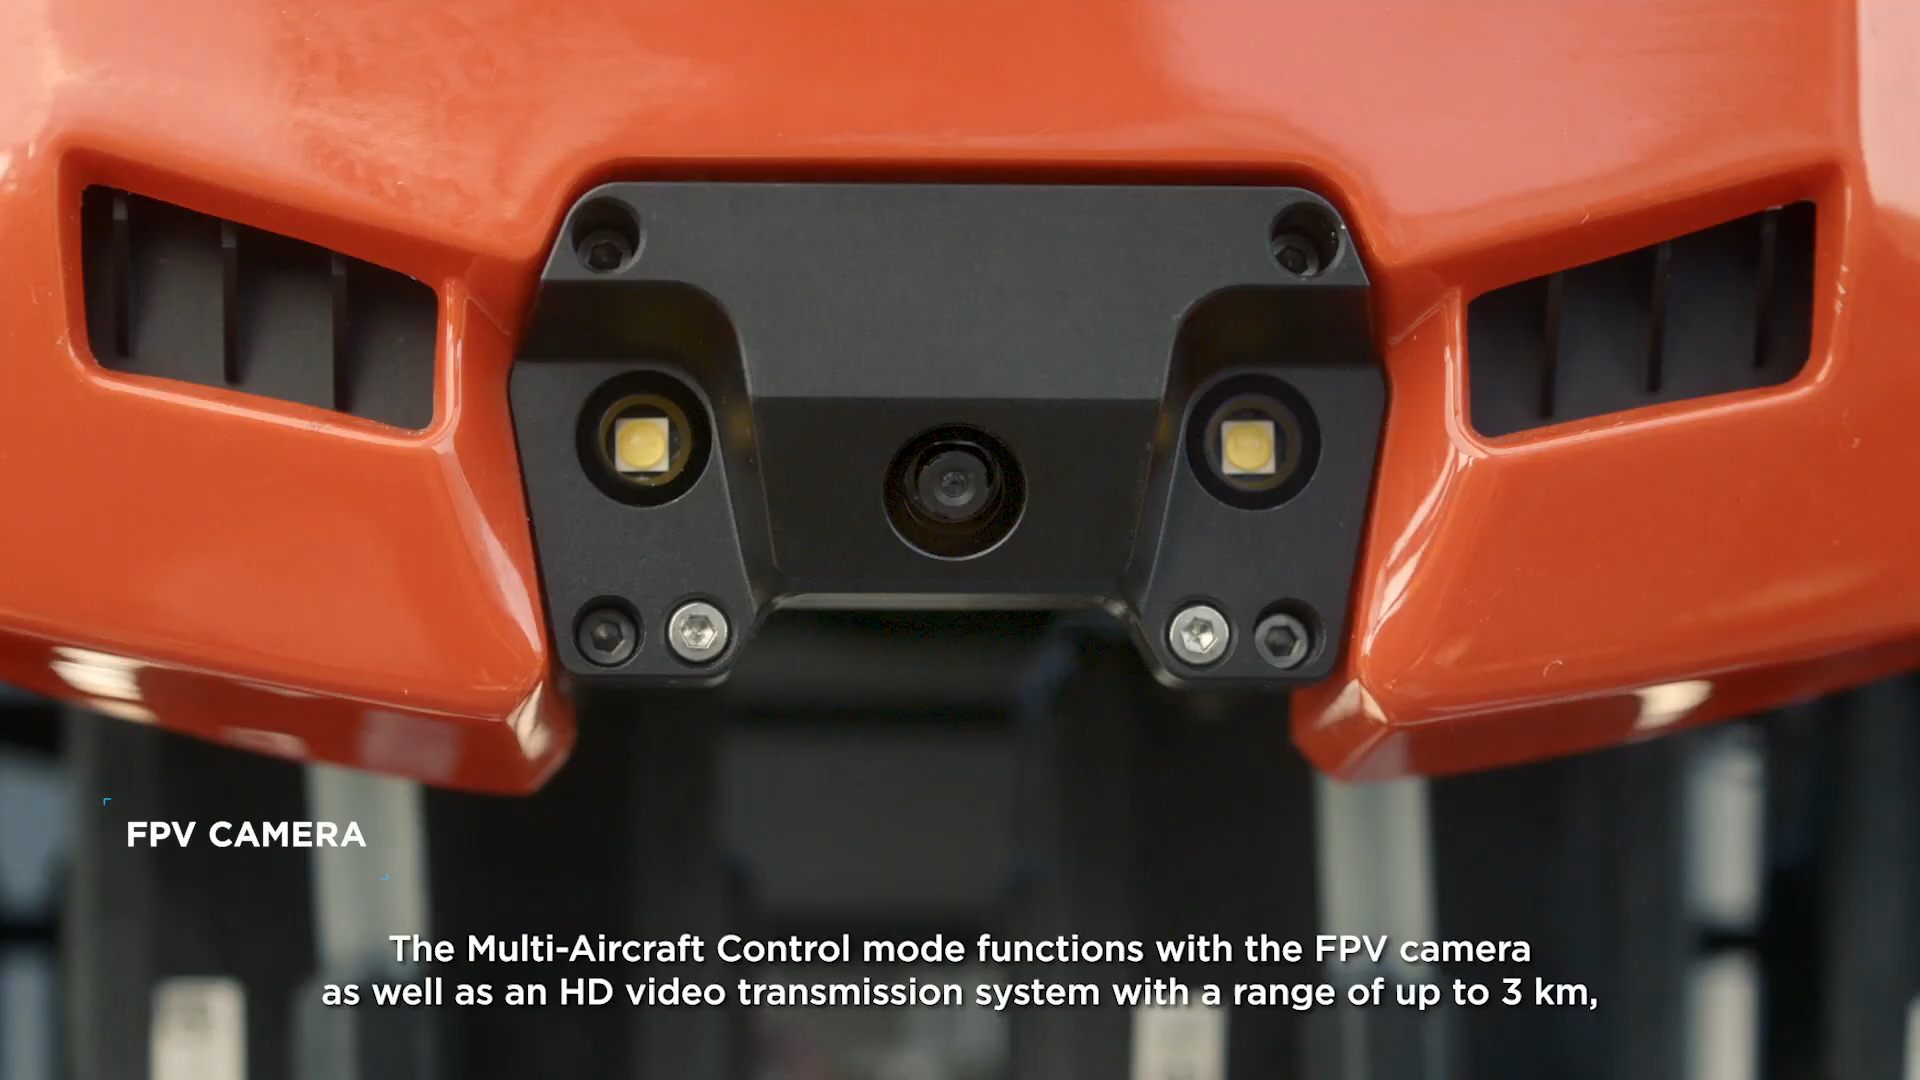 FPV CAMERA
The Multi-Aircraft Control mode functions with the FPV camera
as well as an HD video transmission system with a range of up to 3 km,